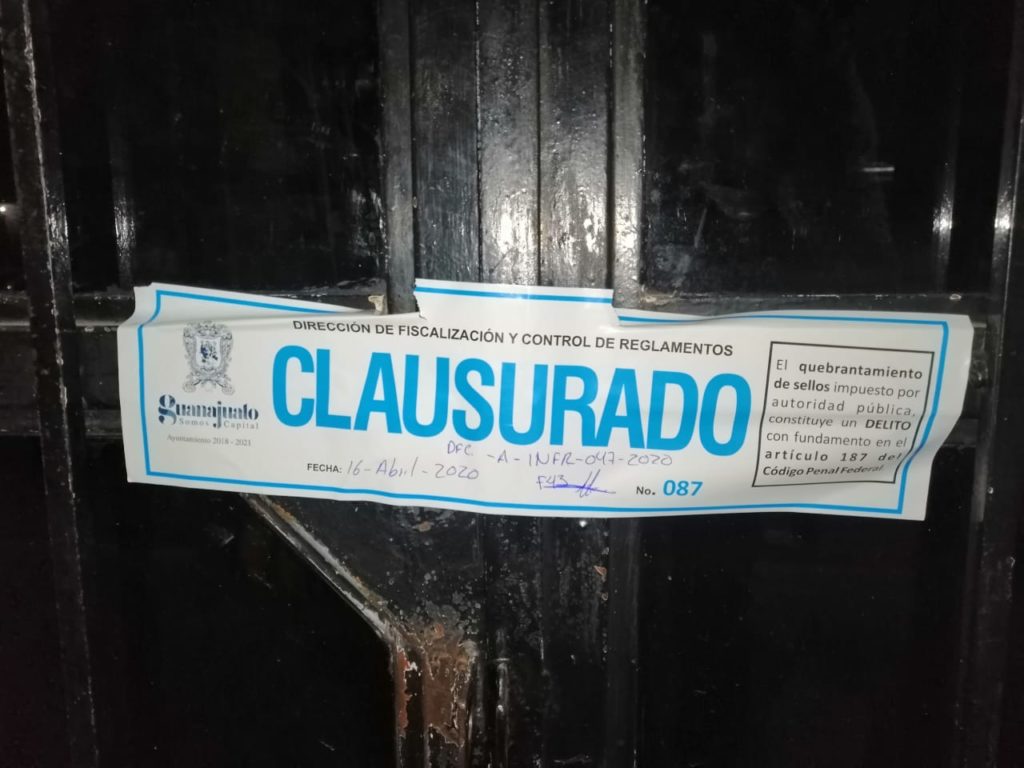 DIRECCIÓN DE FISCALIZACIÓN Y CONTROL DE REGLAMENTOS
guanajuato
Somos Capital
Ayuntamiento 2018 - 2021
CLAUSURADO
DFC -A-INFR-047-2020
FECHA: 16-Abril-2020
F43
No. 087
El quebrantamiento
de sellos impuesto por
autoridad pública,
constituye un DELITO
con fundamento en el
artículo 187 del
Código Penal Federal